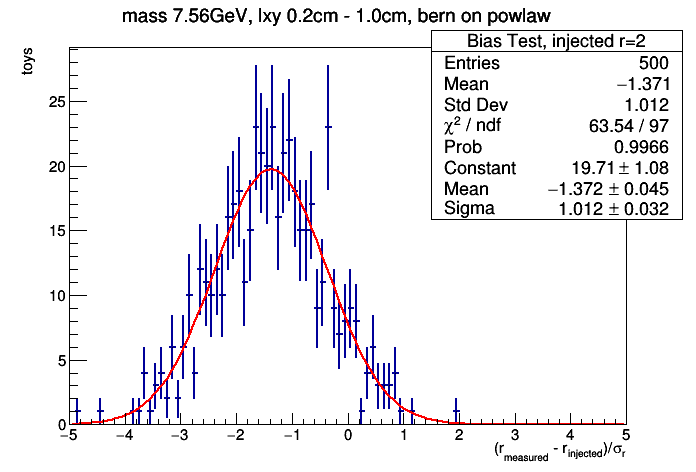 mass 7.56GeV, lxy 0.2cm - 1.0cm, bern on powlaw
toys
Bias Test, injected r=2
Entries 500
Mean −1.371
Std Dev 1.012
χ² / ndf 63.54 / 97
Prob 0.9966
Constant 19.71 ± 1.08
Mean −1.372 ± 0.045
Sigma 1.012 ± 0.032
25
20
15
10
5
0
−5 −4 −3 −2 −1 0 1 2 3 4 5
(r_measured - r_injected)/σ_r